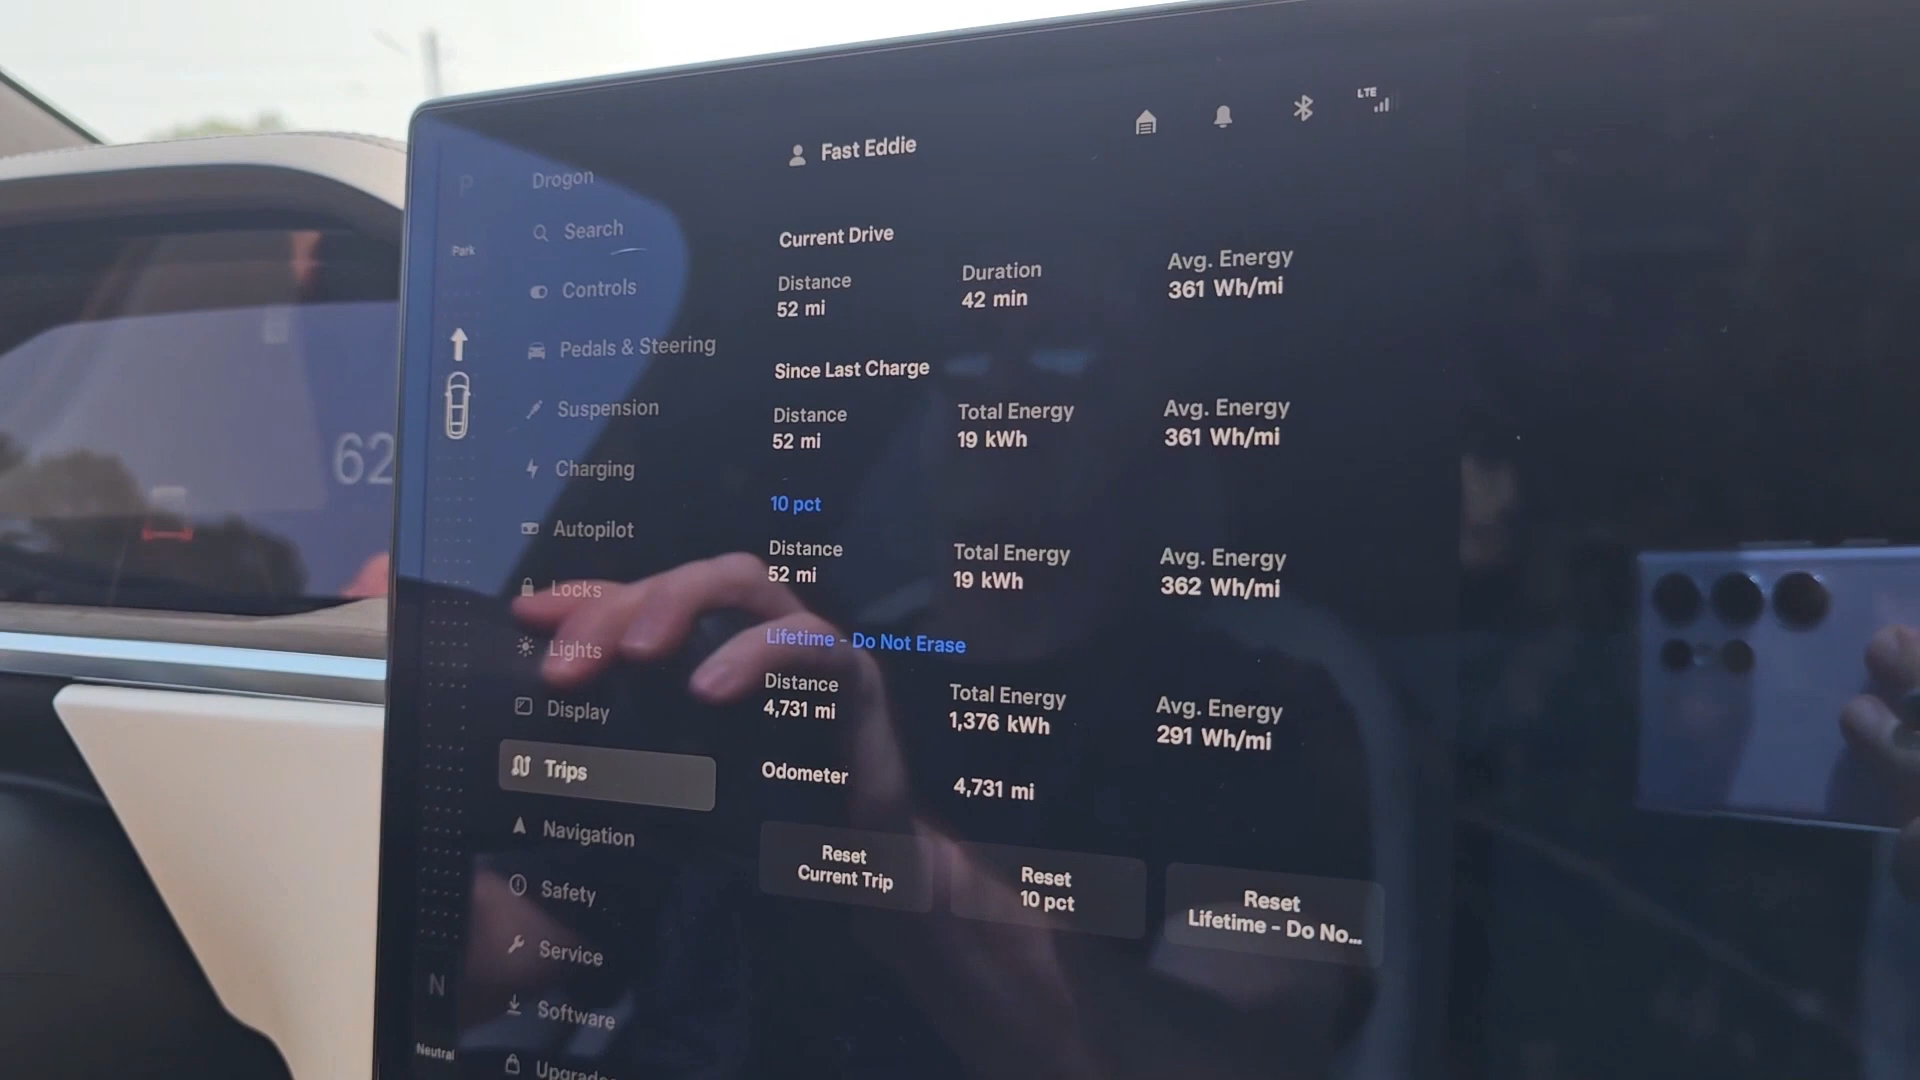 LTE
Fast Eddie
P
Park
Drogon
Search
Controls
Pedals & Steering
Suspension
Charging
Autopilot
Locks
Lights
Display
Trips
Navigation
Safety
Service
Software
N
Neutral
62
Current Drive
Distance Duration Avg. Energy
52 mi 42 min 361 Wh/mi
Since Last Charge
Distance Total Energy Avg. Energy
52 mi 19 kWh 361 Wh/mi
10 pct
Distance Total Energy Avg. Energy
52 mi 19 kWh 362 Wh/mi
Lifetime - Do Not Erase
Distance Total Energy Avg. Energy
4,731 mi 1,376 kWh 291 Wh/mi
Odometer 4,731 mi
Reset
Current Trip
Reset
10 pct
Reset
Lifetime - Do No...